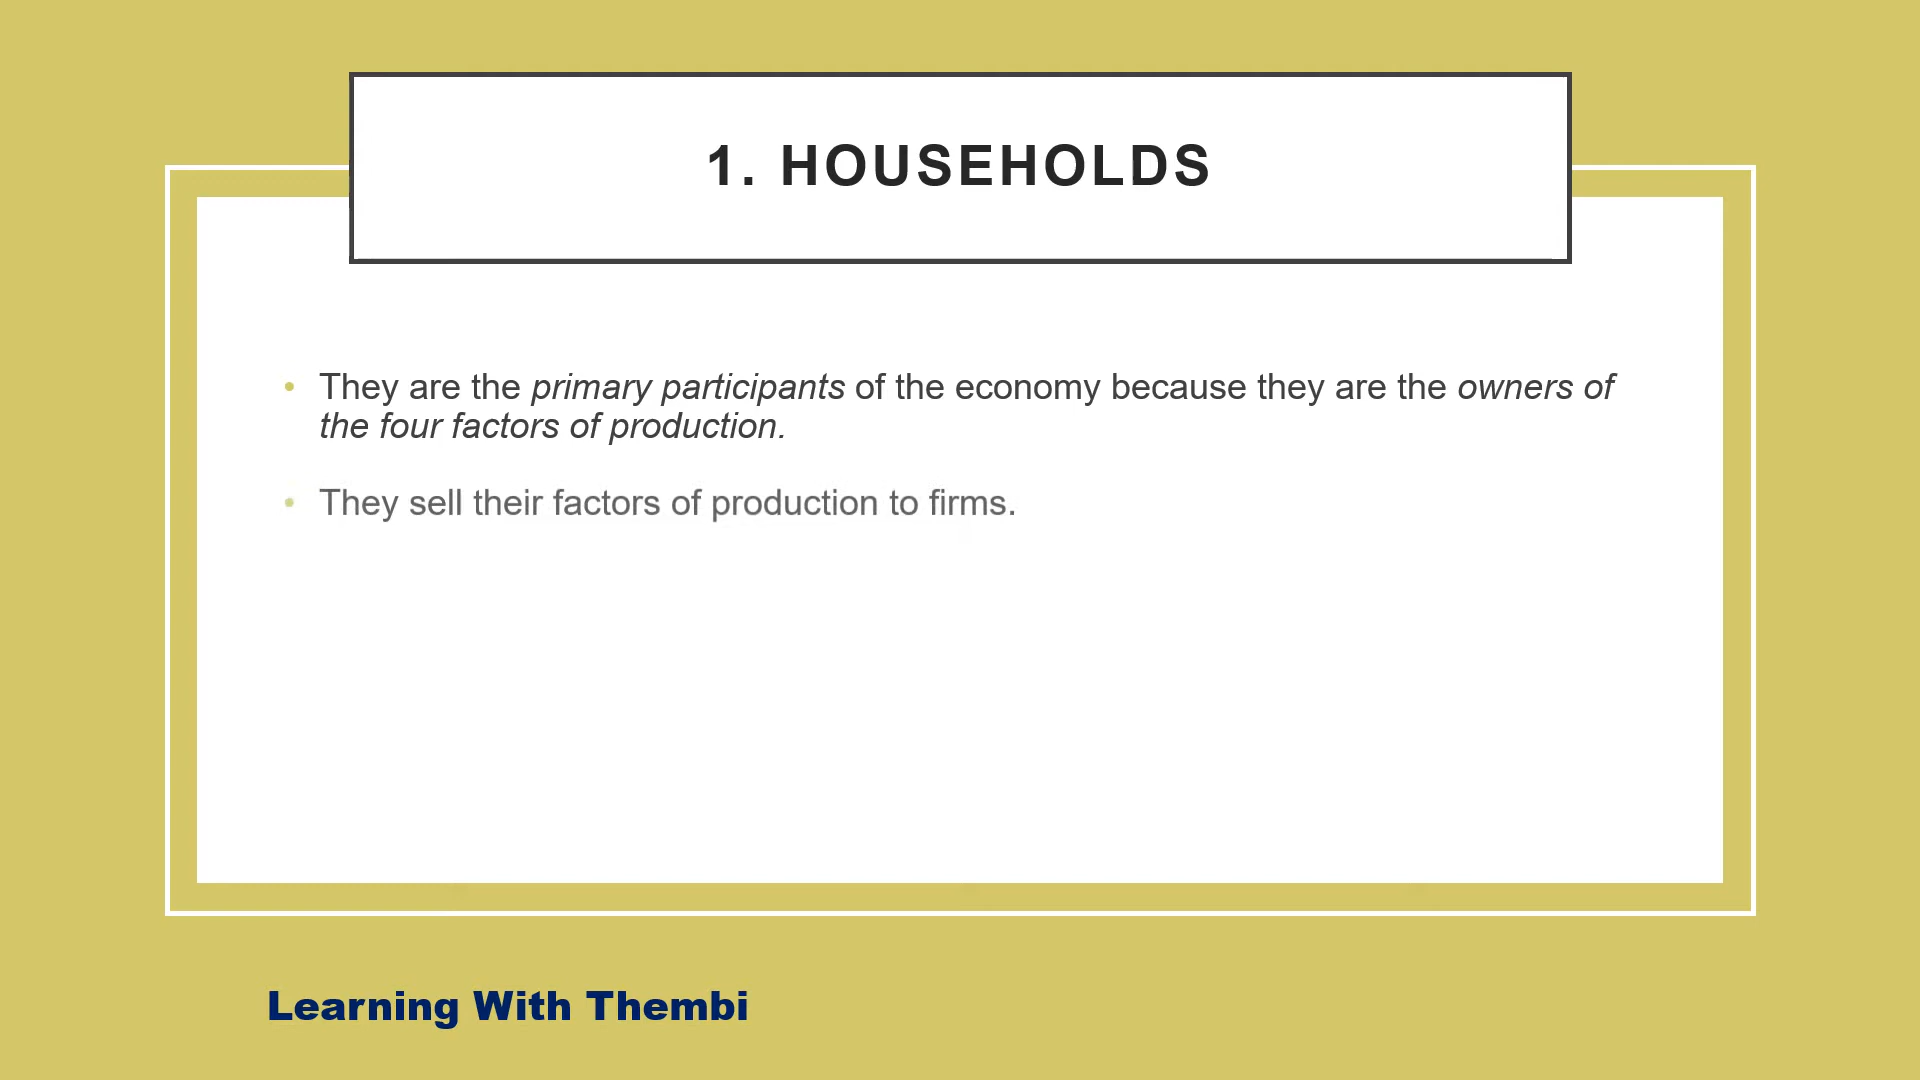 1. HOUSEHOLDS
• They are the primary participants of the economy because they are the owners of
the four factors of production.
• They sell their factors of production to firms.
Learning With Thembi